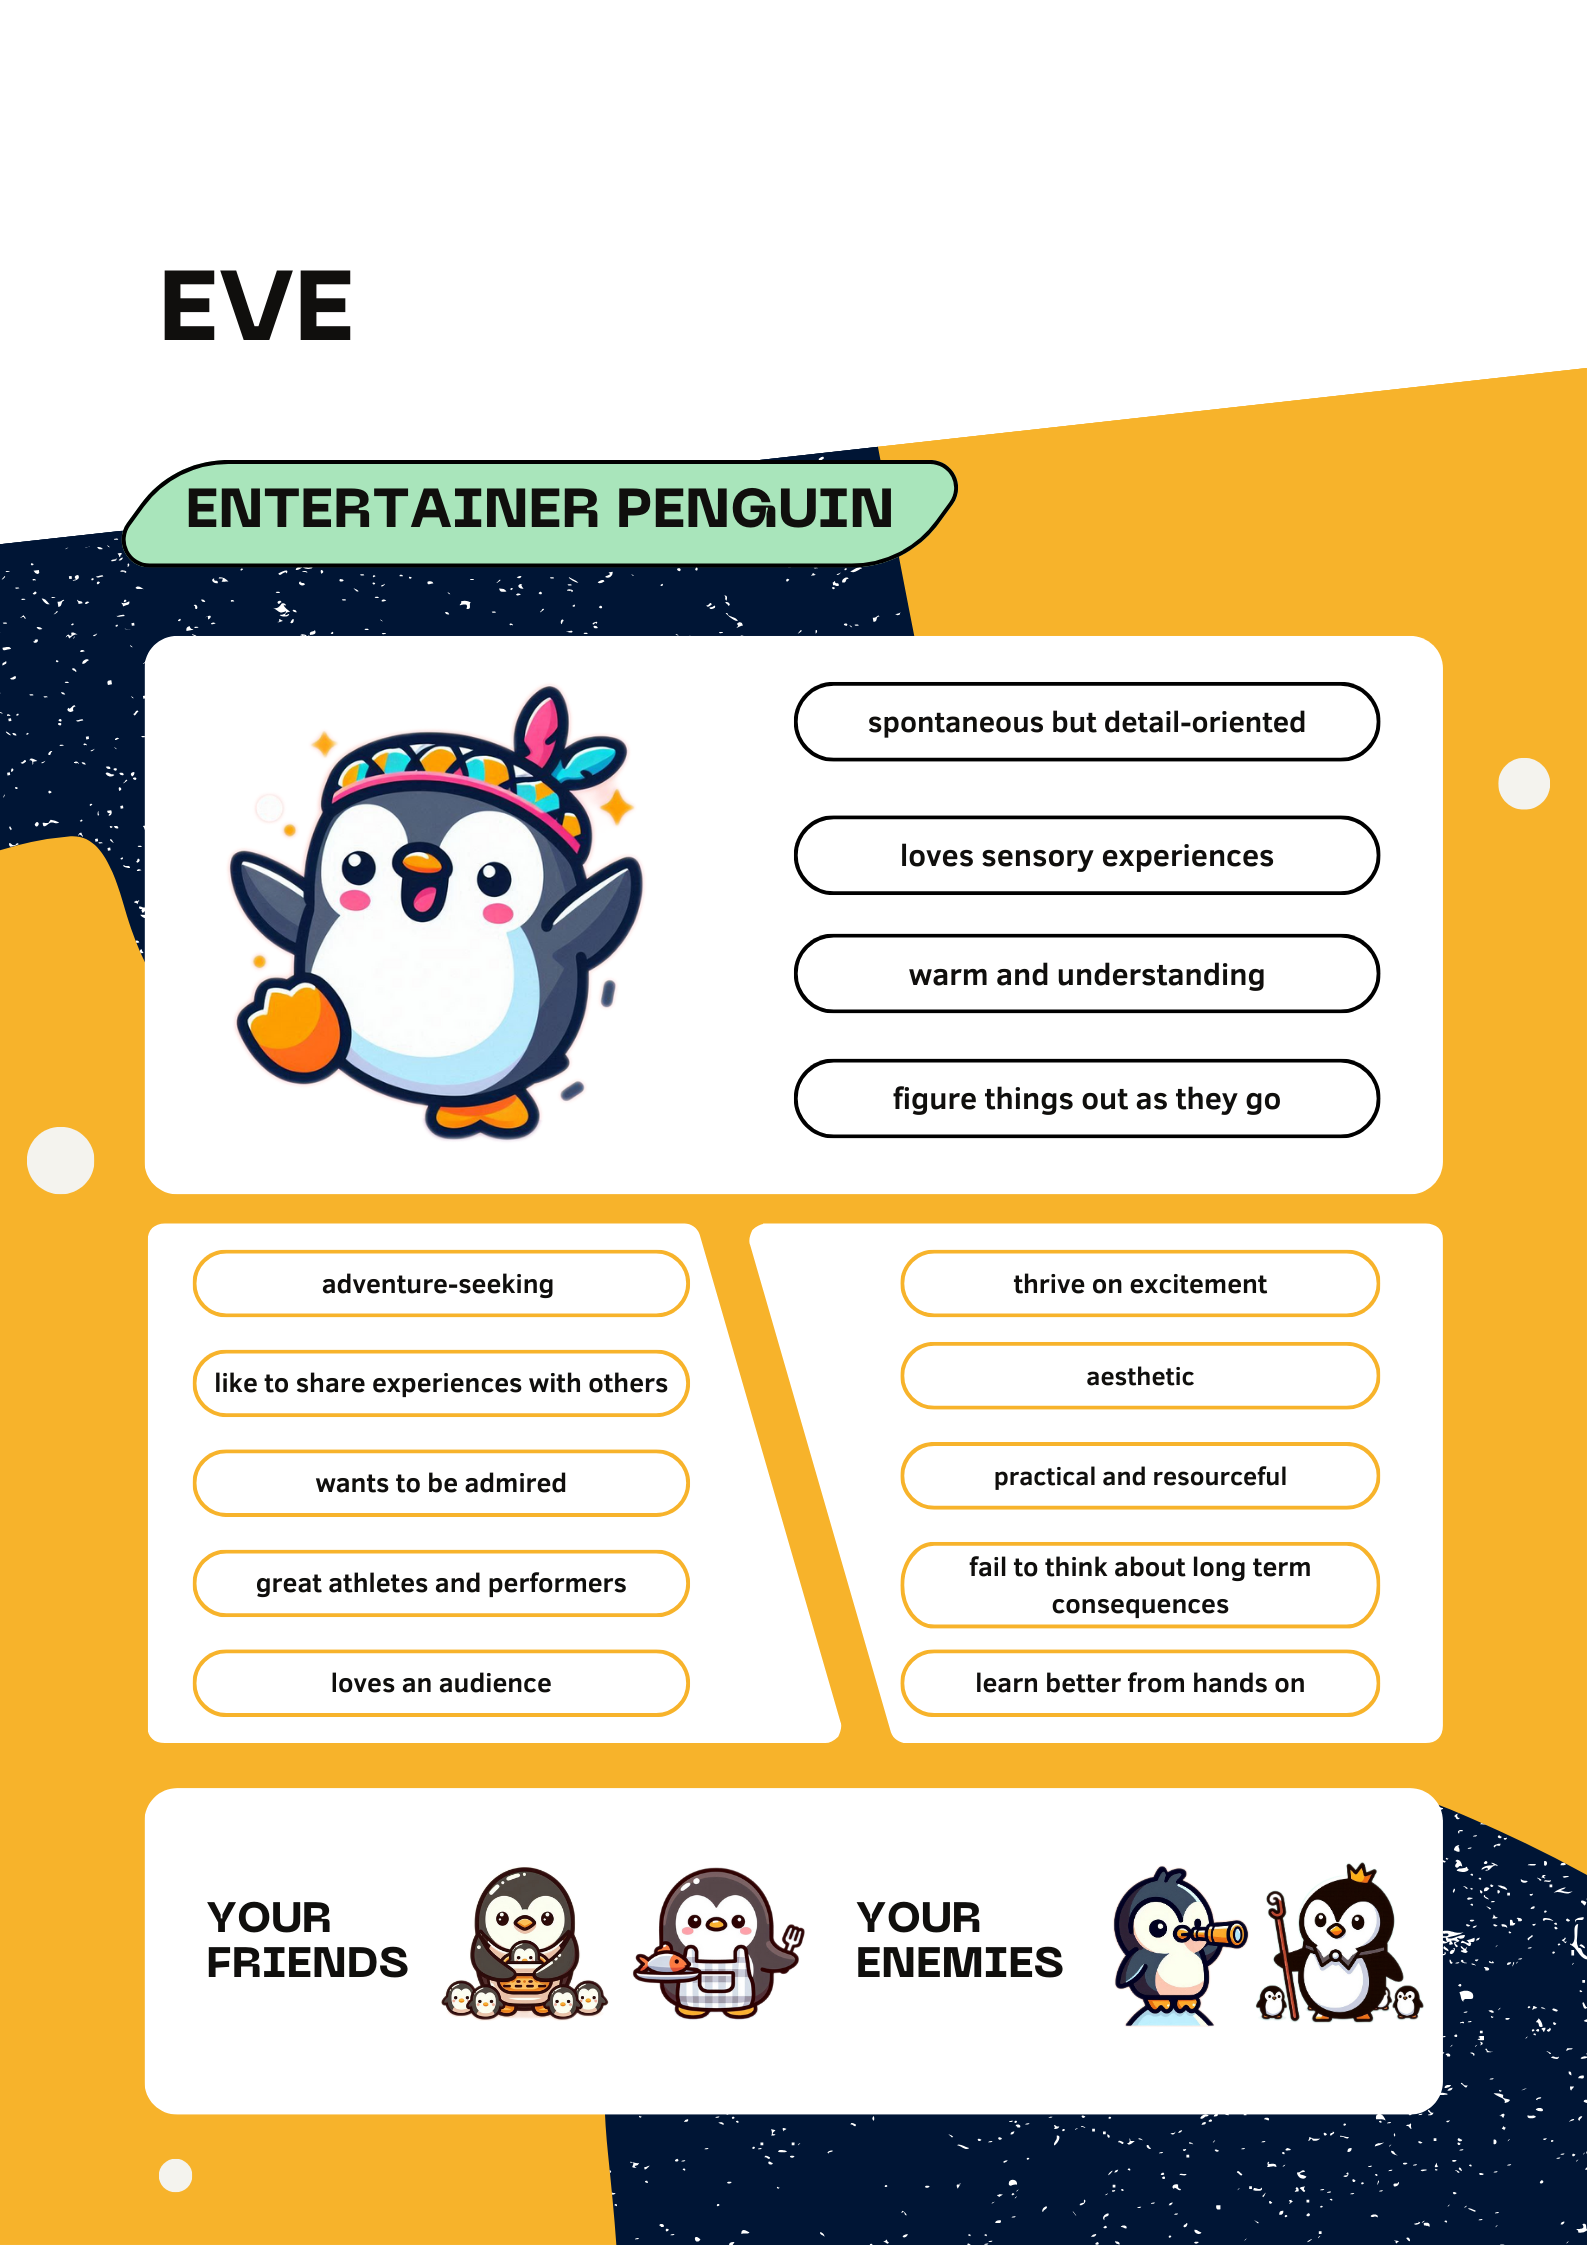 EVE
ENTERTAINER PENGUIN
spontaneous but detail-oriented
loves sensory experiences
warm and understanding
figure things out as they go
adventure-seeking
like to share experiences with others
wants to be admired
great athletes and performers
loves an audience
thrive on excitement
aesthetic
practical and resourceful
fail to think about long term
consequences
learn better from hands on
YOUR
FRIENDS
YOUR
ENEMIES